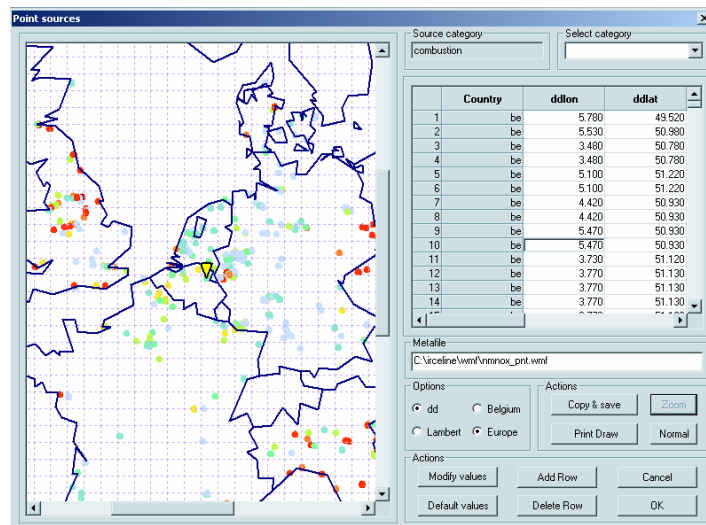 Point sources
Source category
Select category
combustion
Country ddlon ddlat
1 be 5.780 49.520
2 be 5.530 50.980
3 be 3.480 50.780
4 be 3.480 50.780
5 be 5.100 51.220
6 be 5.100 51.220
7 be 4.420 50.930
8 be 4.420 50.930
9 be 5.470 50.930
10 be 5.470 50.930
11 be 3.730 51.120
12 be 3.770 51.130
13 be 3.770 51.130
14 be 3.770 51.130
Metafile
C:\irceline\wmf\nmnox_pnt.wmf
Options
Actions
dd Belgium Copy & save Zoom
Lambert Europe Print Draw Normal
Actions
Modify values Add Row Cancel
Default values Delete Row OK